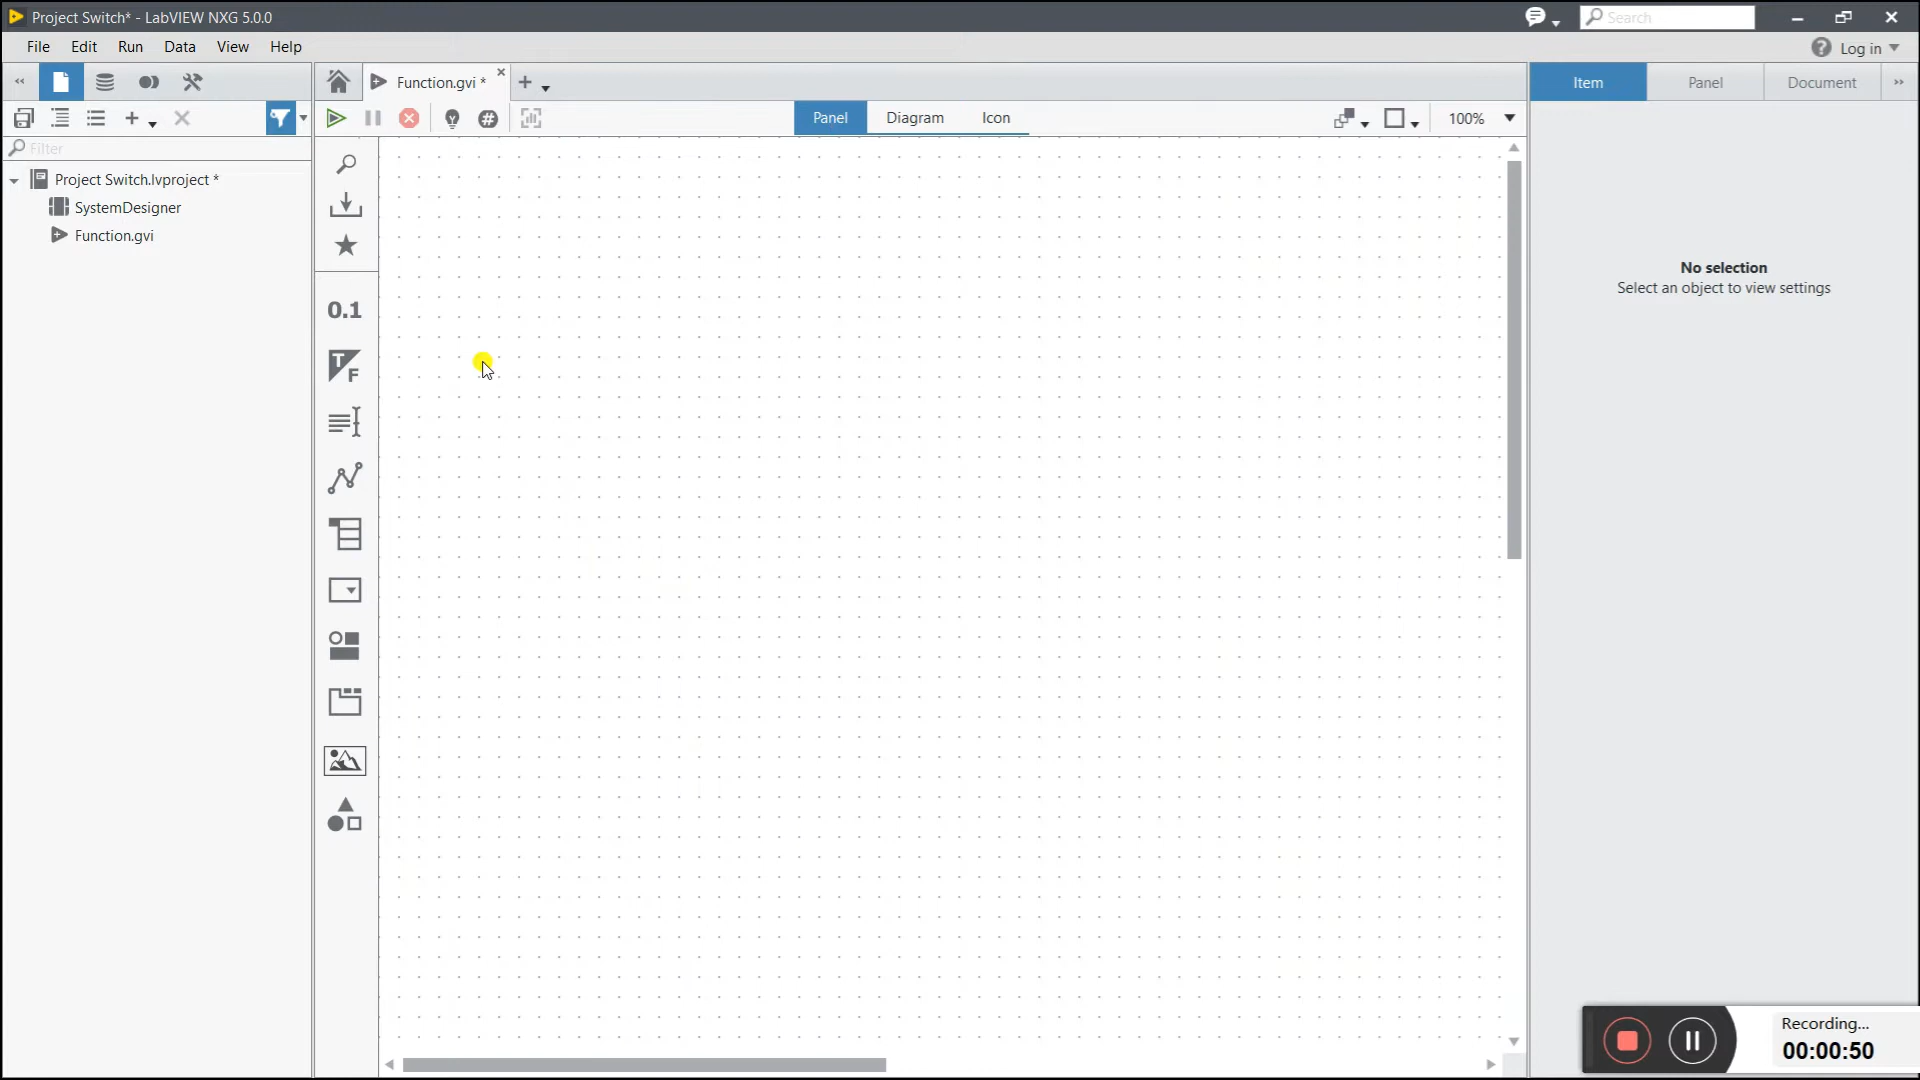 Project Switch* - LabVIEW NXG 5.0.0
Search
File Edit Run Data View Help
Log in
Function.gvi *
Item Panel Document
Panel Diagram Icon
100%
Filter
Project Switch.lvproject *
SystemDesigner
Function.gvi
0.1
T
F
No selection
Select an object to view settings
Recording...
00:00:50